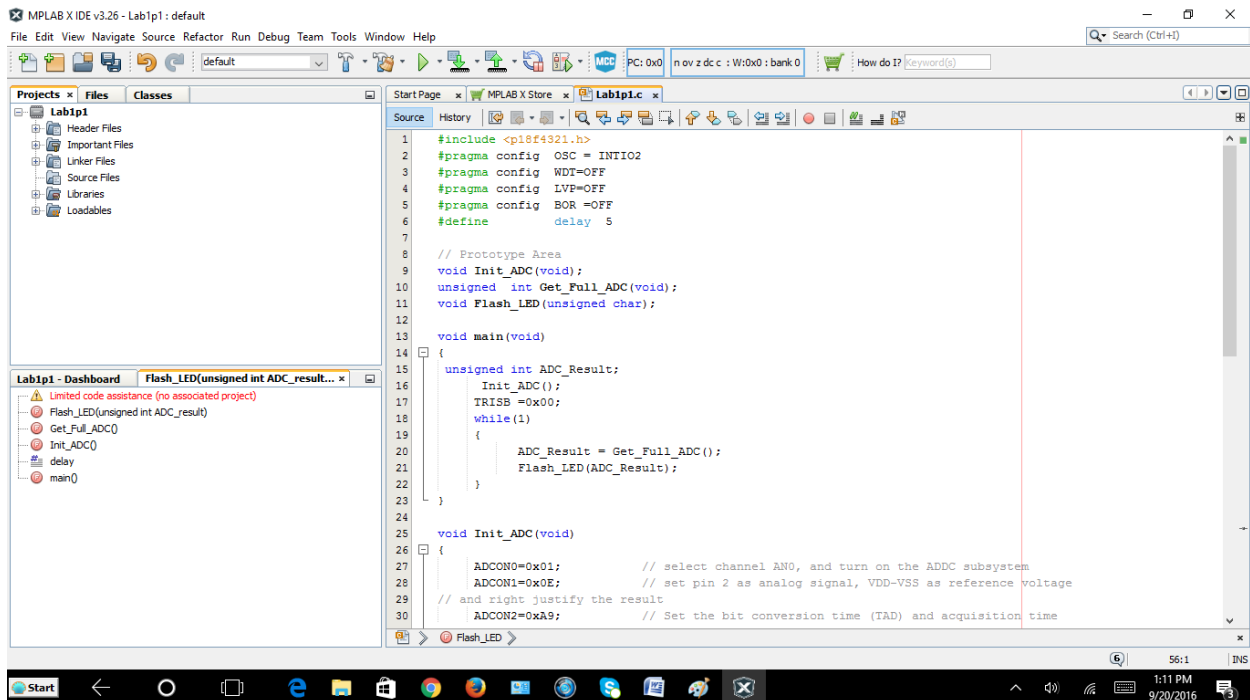 MPLAB X IDE v3.26 - Lab1p1 : default
File Edit View Navigate Source Refactor Run Debug Team Tools Window Help
Search (Ctrl+I)
default
MCC
PC: 0x0
n ov z dc c : W:0x0 : bank 0
How do I?
Keyword(s)
Projects
Files
Classes
Lab1p1
Header Files
Important Files
Linker Files
Source Files
Libraries
Loadables
Lab1p1 - Dashboard
Flash_LED(unsigned int ADC_result...
Limited code assistance (no associated project)
Flash_LED(unsigned int ADC_result)
Get_Full_ADC()
Init_ADC()
delay
main()
Start Page
MPLAB X Store
Lab1p1.c
Source
History
1 #include <p18f4321.h>
2 #pragma config OSC = INTIO2
3 #pragma config WDT=OFF
4 #pragma config LVP=OFF
5 #pragma config BOR =OFF
6 #define delay 5
7
8 // Prototype Area
9 void Init_ADC(void);
10 unsigned int Get_Full_ADC(void);
11 void Flash_LED(unsigned char);
12
13 void main(void)
14 {
15 unsigned int ADC_Result;
16 Init_ADC();
17 TRISB =0x00;
18 while(1)
19 {
20 ADC_Result = Get_Full_ADC();
21 Flash_LED(ADC_Result);
22 }
23 }
24
25 void Init_ADC(void)
26 {
27 ADCON0=0x01; // select channel AN0, and turn on the ADDC subsystem
28 ADCON1=0x0E; // set pin 2 as analog signal, VDD-VSS as reference voltage
29 // and right justify the result
30 ADCON2=0xA9; // Set the bit conversion time (TAD) and acquisition time
Flash_LED
6
56:1
INS
Start
1:11 PM
9/20/2016
3